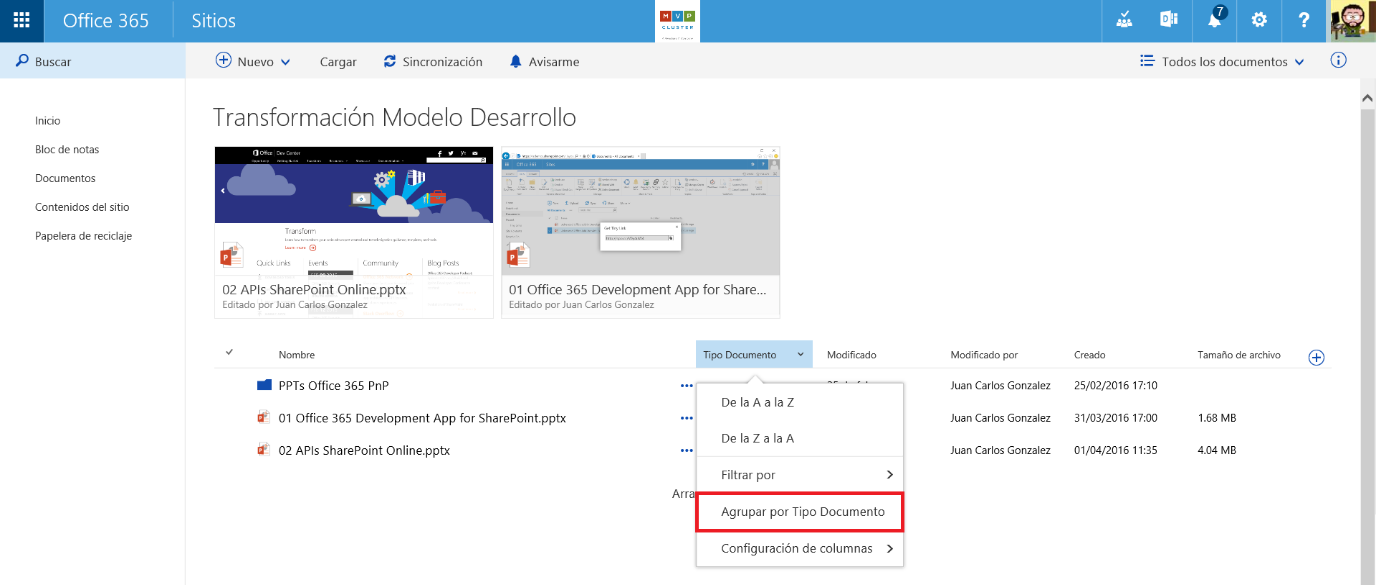 Office 365
Sitios
MVP
CLUSTER
7
?
Buscar
Nuevo
Cargar
Sincronización
Avisarme
Todos los documentos
Inicio
Bloc de notas
Documentos
Contenidos del sitio
Papelera de reciclaje
Transformación Modelo Desarrollo
Office Dev Center
Transform
Quick Links Events Community Blog Posts
02 APIs SharePoint Online.pptx
Editado por Juan Carlos Gonzalez
01 Office 365 Development App for Share...
Editado por Juan Carlos Gonzalez
Nombre Tipo Documento Modificado Modificado por Creado Tamaño de archivo
PPTs Office 365 PnP Juan Carlos Gonzalez 25/02/2016 17:10
01 Office 365 Development App for SharePoint.pptx Juan Carlos Gonzalez 31/03/2016 17:00 1.68 MB
02 APIs SharePoint Online.pptx Juan Carlos Gonzalez 01/04/2016 11:35 4.04 MB
Arra
De la A a la Z
De la Z a la A
Filtrar por
Agrupar por Tipo Documento
Configuración de columnas